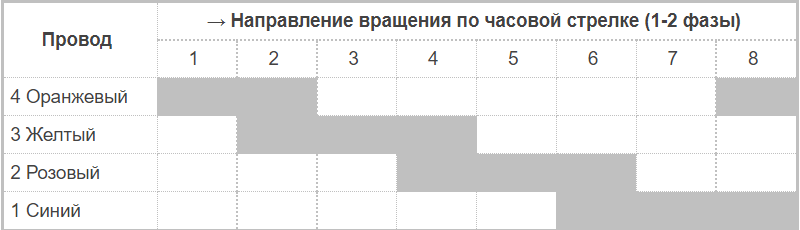 Провод
→ Направление вращения по часовой стрелке (1-2 фазы)
1 2 3 4 5 6 7 8
4 Оранжевый
3 Желтый
2 Розовый
1 Синий